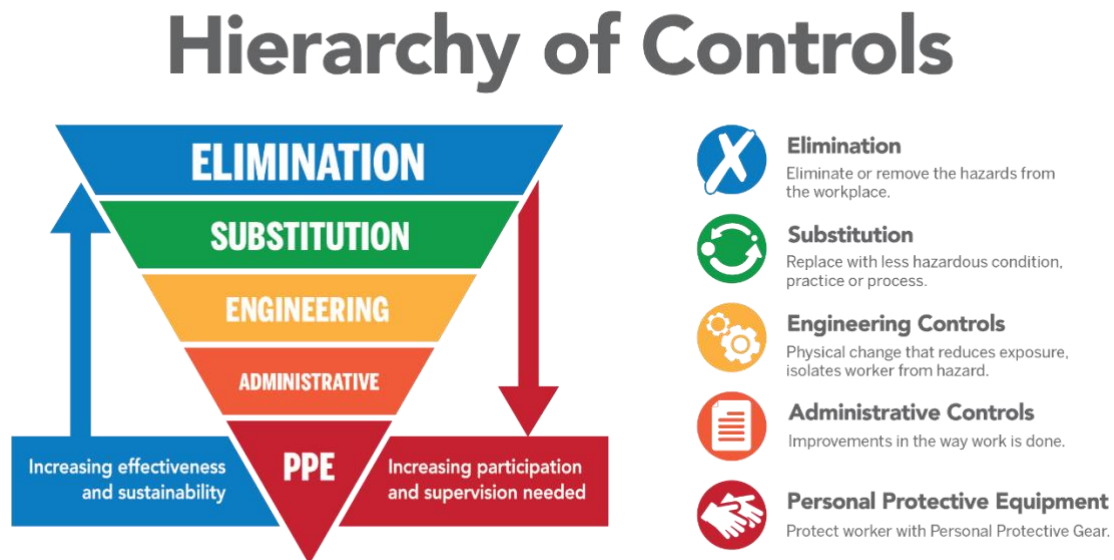 Hierarchy of Controls
ELIMINATION
SUBSTITUTION
ENGINEERING
ADMINISTRATIVE
PPE
Increasing effectiveness
and sustainability
Increasing participation
and supervision needed
Elimination
Eliminate or remove the hazards from
the workplace.
Substitution
Replace with less hazardous condition,
practice or process.
Engineering Controls
Physical change that reduces exposure,
isolates worker from hazard.
Administrative Controls
Improvements in the way work is done.
Personal Protective Equipment
Protect worker with Personal Protective Gear.